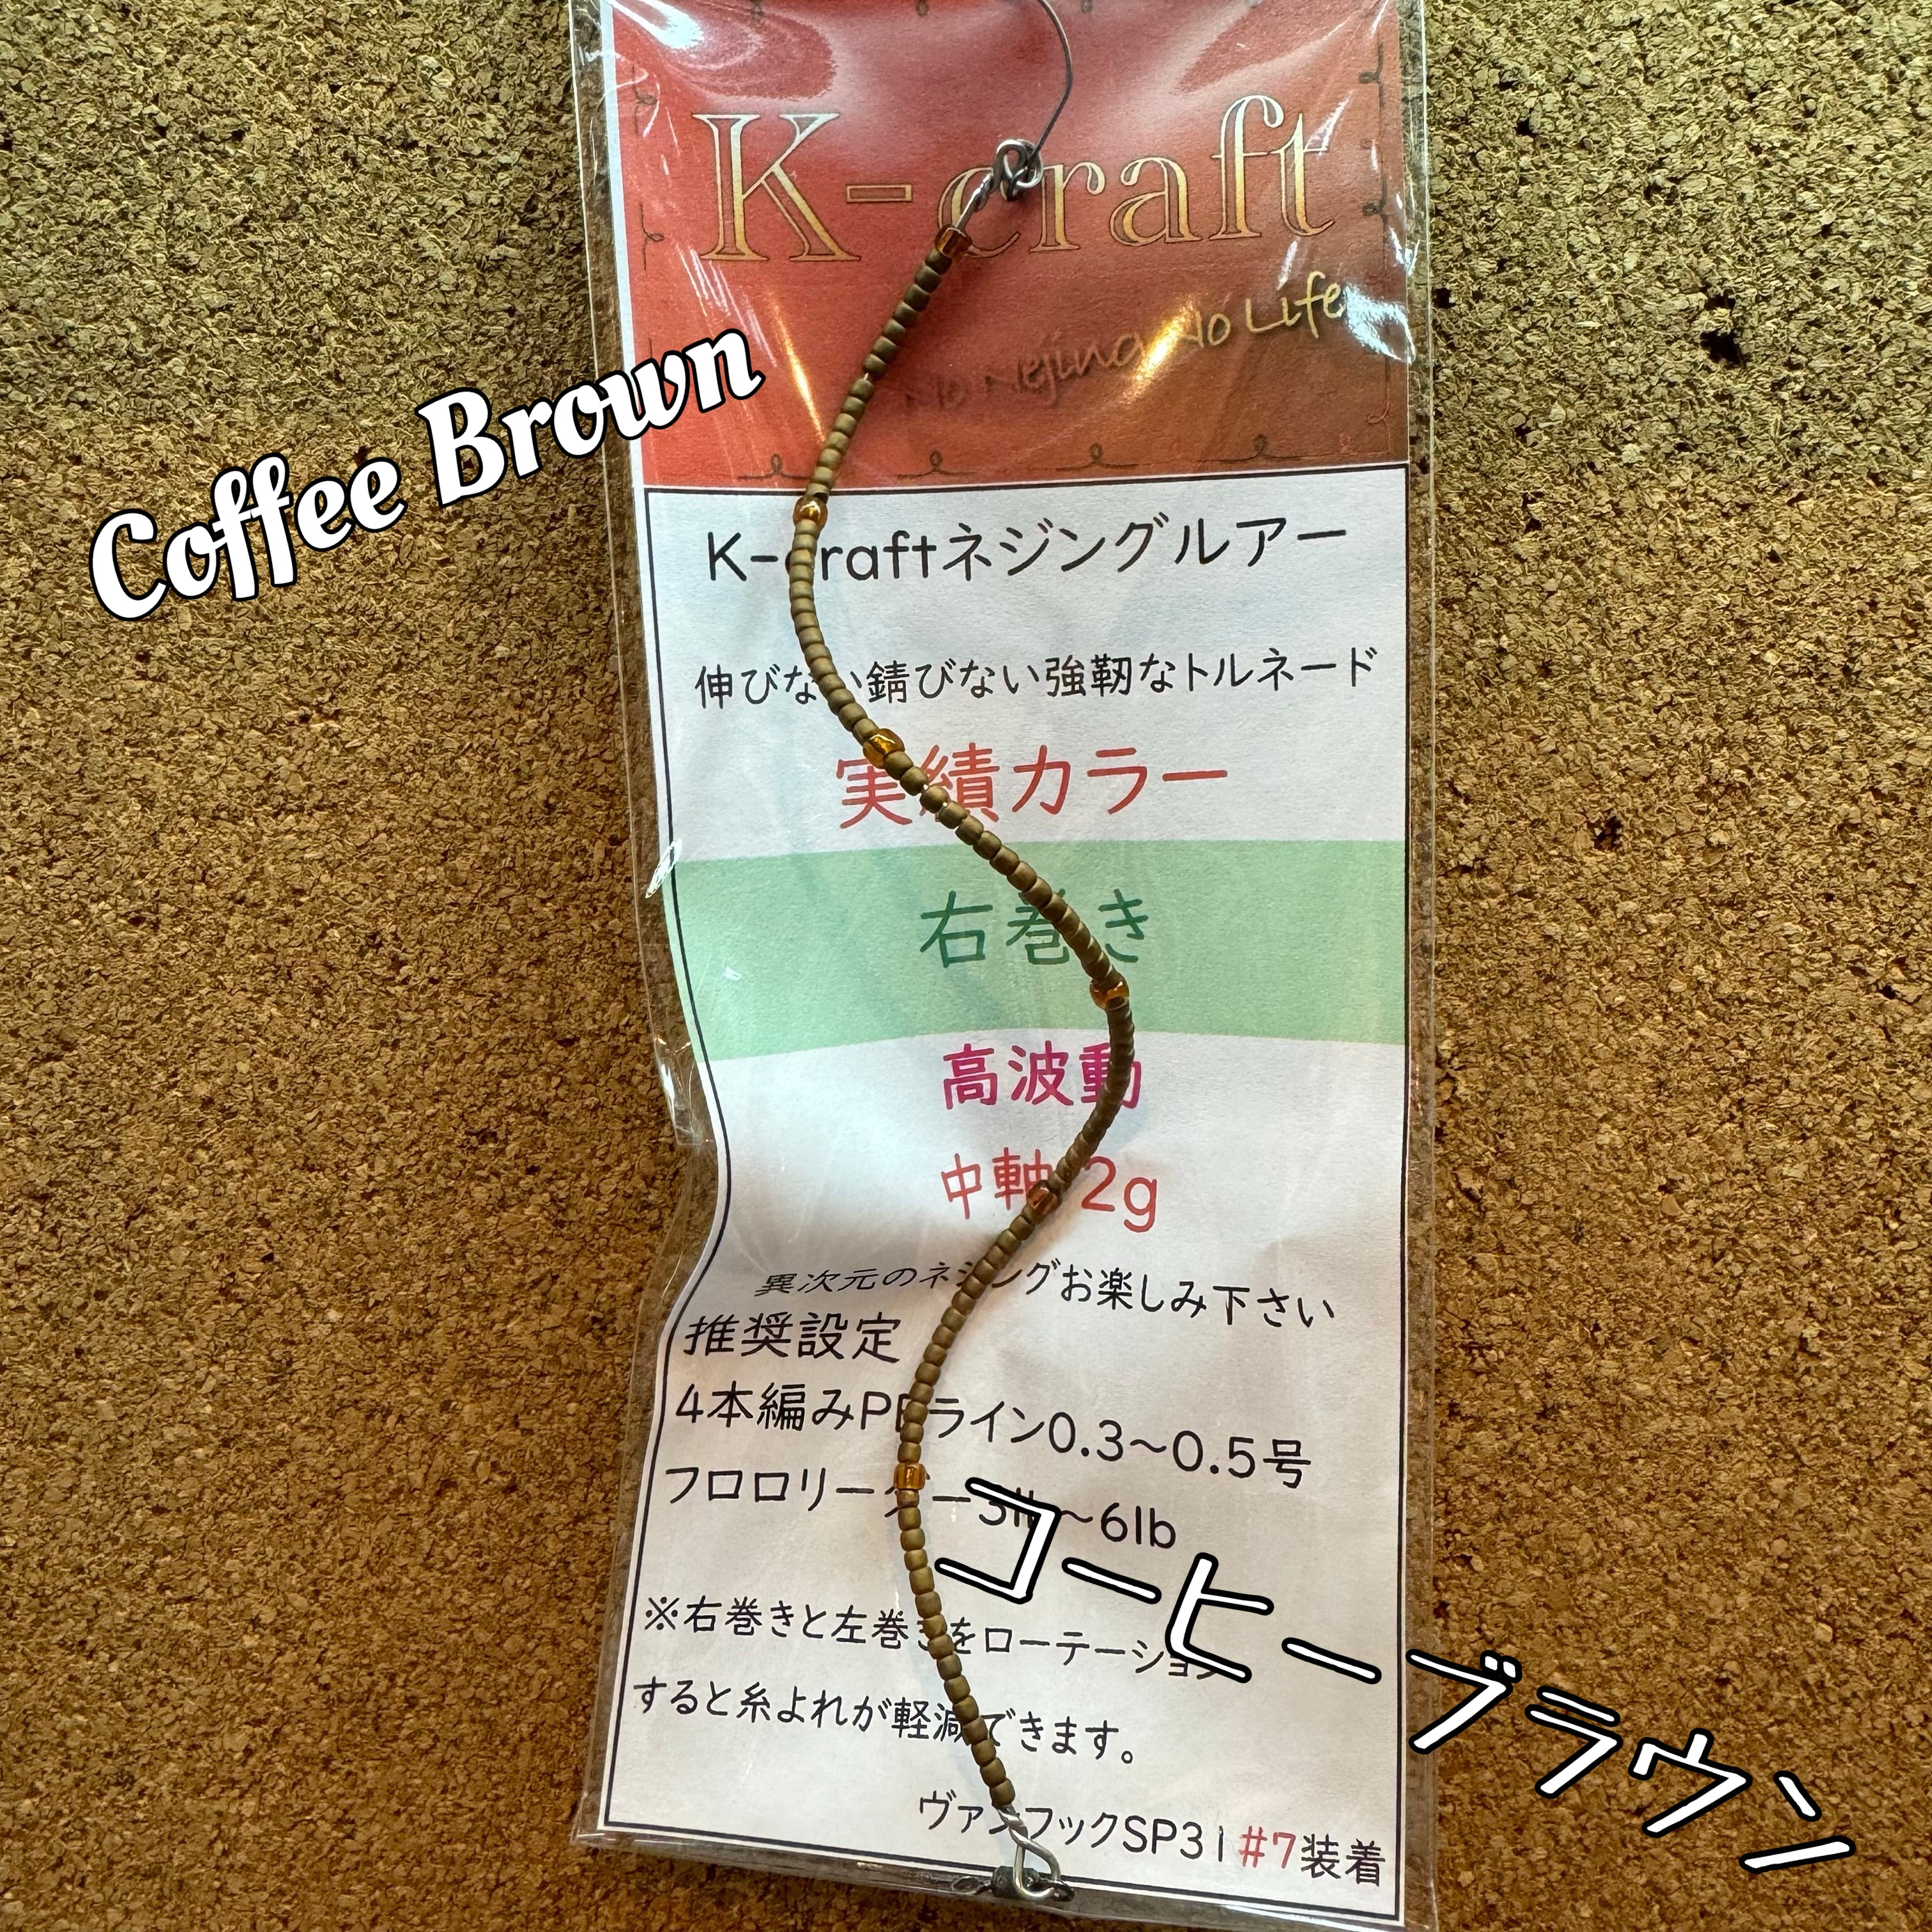 K-craft
No Nejing No Life
Coffee Brown
K-craftネジングルアー
伸びない錆びない強靭なトルネード
実績カラー
右巻き
高波動
中軸 2g
異次元のネジングお楽しみ下さい
推奨設定
4本編みPEライン0.3〜0.5号
フロロリーダー3lb〜6lb
コーヒーブラウン
※右巻きと左巻きをローテーション
すると糸よれが軽減できます。
ヴァンフックSP31#7装着